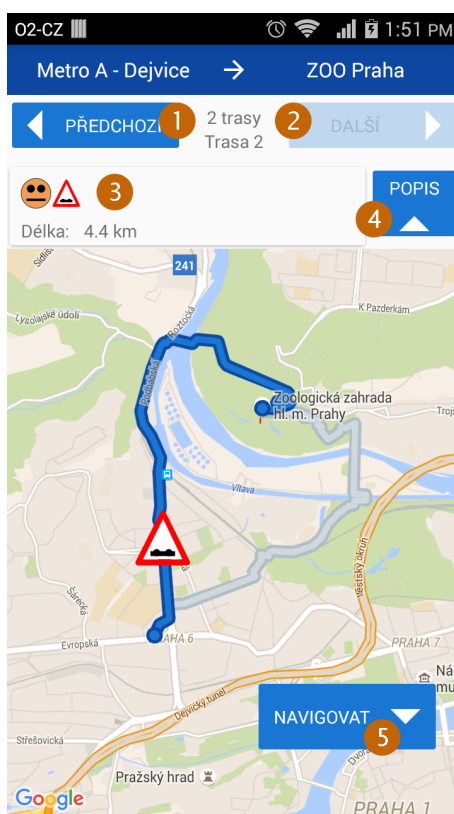 O2-CZ 1:51 PM
Metro A - Dejvice → ZOO Praha
PŘEDCHOZÍ 1 2 trasy 2 DALŠÍ
Trasa 2
3
POPIS
4
Délka: 4.4 km
241
Roztocká
K Pazderkám
Lysolajské údolí
Podbabská
Zoologická zahrada
hl. m. Prahy
Vltava
Městský okruh
Šárecká
Evropská
PRAHA 6
PRAHA 7
Dejvický tunel
NAVIGOVAT
5
Střešovická
Pražský hrad
Google
PRAHA 1